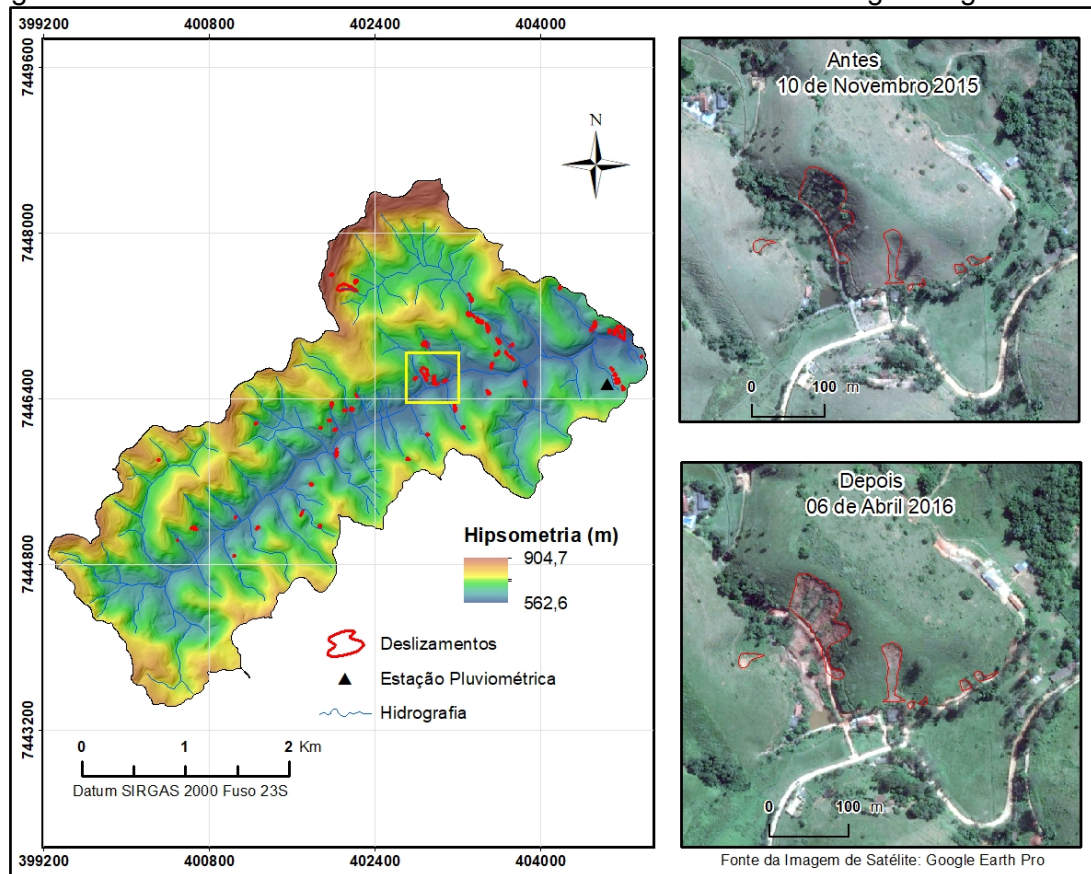 399200
400800
402400
404000
7449600
7448000
7446400
7444800
7443200
N
Hipsometria (m)
904,7
562,6
Deslizamentos
Estação Pluviométrica
Hidrografia
0 1 2 Km
Datum SIRGAS 2000 Fuso 23S
399200
400800
402400
404000
Antes
10 de Novembro 2015
0 100 m
Depois
06 de Abril 2016
0 100 m
Fonte da Imagem de Satélite: Google Earth Pro